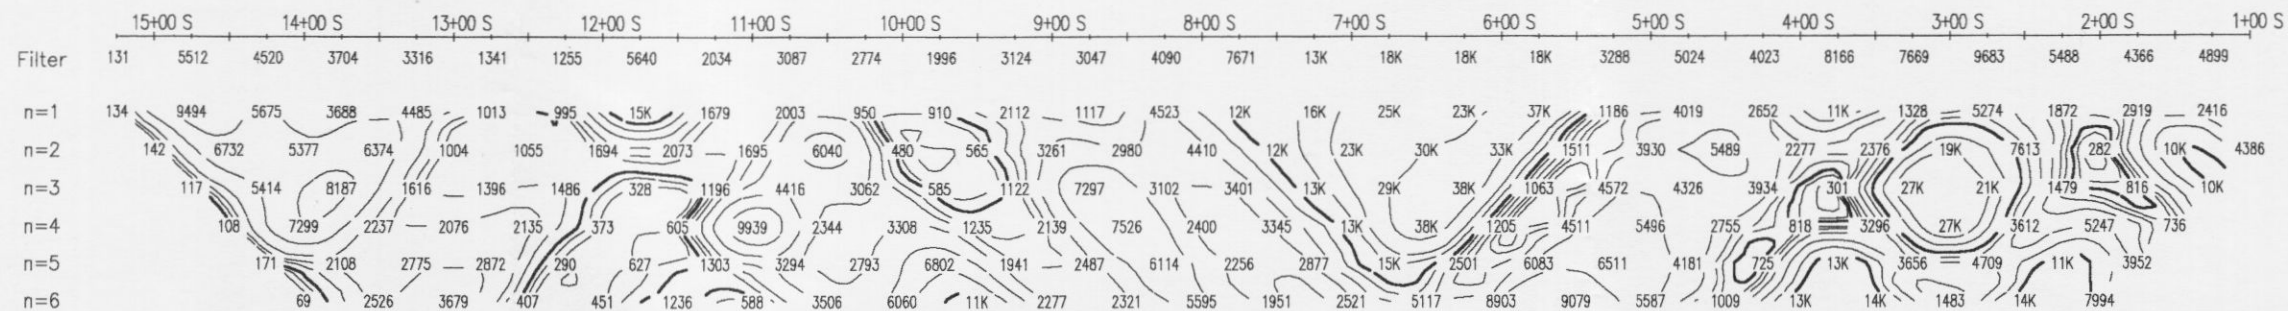 15+00 S 14+00 S 13+00 S 12+00 S 11+00 S 10+00 S 9+00 S 8+00 S 7+00 S 6+00 S 5+00 S 4+00 S 3+00 S 2+00 S 1+00 S
Filter 131 5512 4520 3704 3316 1341 1255 5640 2034 3087 2774 1996 3124 3047 4090 7671 13K 18K 18K 18K 3288 5024 4023 8166 7669 9683 5488 4366 4899
n=1 134 9494 5675 3688 4485 1013 995 15K 1679 2003 950 910 2112 1117 4523 12K 16K 25K 23K 37K 1186 4019 2652 11K 1328 5274 1872 2919 2416
n=2 142 6732 5377 6374 1004 1055 1694 2073 1695 6040 480 565 3261 2980 4410 12K 23K 30K 33K 1511 3930 5489 2277 2376 19K 7613 282 10K 4386
n=3 117 5414 8187 1616 1396 1486 328 1196 4416 3062 585 1122 7297 3102 3401 13K 29K 38K 1063 4572 4326 3934 301 27K 21K 1479 816 10K
n=4 108 7299 2237 2076 2135 373 605 9939 2344 3308 1235 2139 7526 2400 3345 13K 38K 1205 4511 5496 2755 818 3296 27K 3612 5247 736
n=5 171 2108 2775 2872 290 627 1303 3294 2793 6802 1941 2487 6114 2256 2877 15K 2501 6083 6511 4181 725 13K 3656 4709 11K 3952
n=6 69 2526 3679 407 451 1236 588 3506 6060 11K 2277 2321 5595 1951 2521 5117 8903 9079 5587 1009 13K 14K 1483 14K 7994